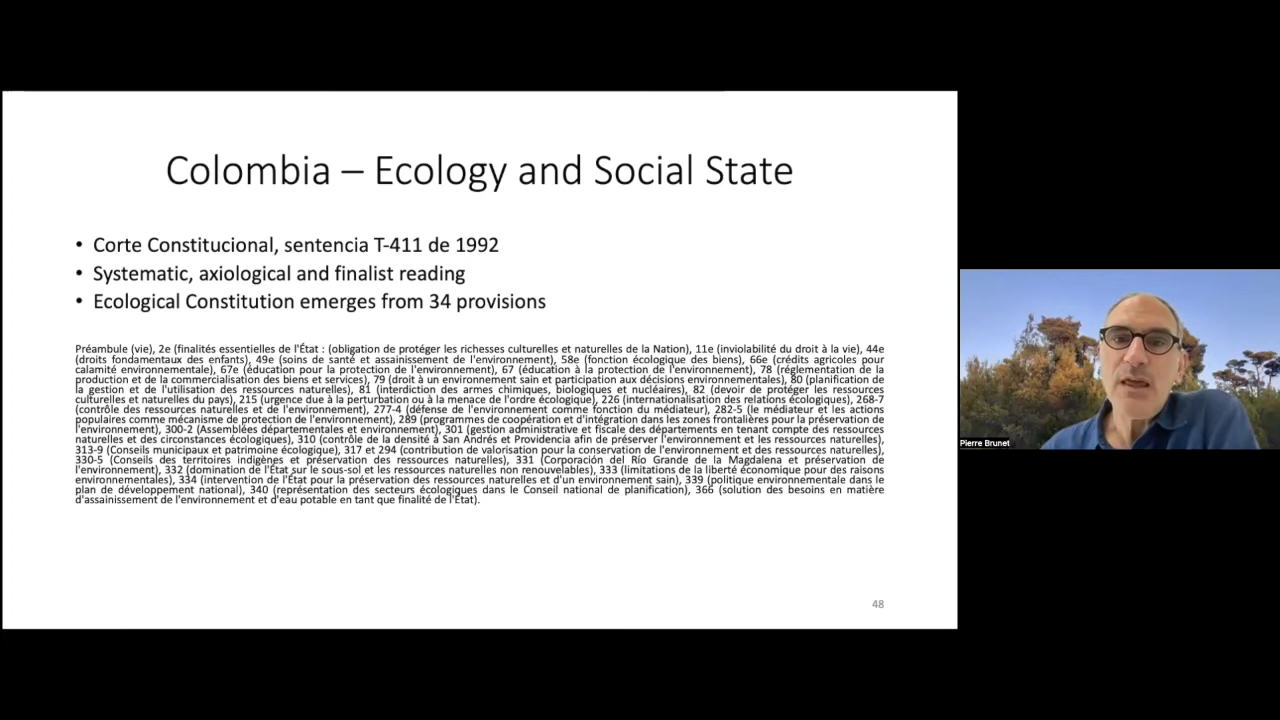 Colombia – Ecology and Social State
• Corte Constitucional, sentencia T-411 de 1992
• Systematic, axiological and finalist reading
• Ecological Constitution emerges from 34 provisions
Préambule (vie), 2e (finalités essentielles de l'État : (obligation de protéger les richesses culturelles et naturelles de la Nation), 11e (inviolabilité du droit à la vie), 44e
(droits fondamentaux des enfants), 49e (soins de santé et assainissement de l'environnement), 58e (fonction écologique des biens), 66e (crédits agricoles pour
calamité environnementale), 67e (éducation pour la protection de l'environnement), 67 (éducation à la protection de l'environnement), 78 (réglementation de la
production et de la commercialisation des biens et services), 79 (droit à un environnement sain et participation aux décisions environnementales), 80 (planification de
la gestion et de l'utilisation des ressources naturelles), 81 (interdiction des armes chimiques, biologiques et nucléaires), 82 (devoir de protéger les ressources
culturelles et naturelles du pays), 215 (urgence due à la perturbation ou à la menace de l'ordre écologique), 226 (internationalisation des relations écologiques), 268-7
(contrôle des ressources naturelles et de l'environnement), 277-4 (défense de l'environnement comme fonction du médiateur), 282-5 (le médiateur et les actions
populaires comme mécanisme de protection de l'environnement), 289 (programmes de coopération et d'intégration dans les zones frontalières pour la préservation de
l'environnement), 300-2 (Assemblées départementales et environnement), 301 (gestion administrative et fiscale des départements en tenant compte des ressources
naturelles et des circonstances écologiques), 310 (contrôle de la densité à San Andrés et Providencia afin de préserver l'environnement et les ressources naturelles),
313-9 (Conseils municipaux et patrimoine écologique), 317 et 294 (contribution de valorisation pour la conservation de l'environnement et des ressources naturelles),
330-5 (Conseils des territoires indigènes et préservation des ressources naturelles), 331 (Corporación del Río Grande de la Magdalena et préservation de
l'environnement), 332 (domination de l'État sur le sous-sol et les ressources naturelles non renouvelables), 333 (limitations de la liberté économique pour des raisons
environnementales), 334 (intervention de l'État pour la préservation des ressources naturelles et d'un environnement sain), 339 (politique environnementale dans le
plan de développement national), 340 (représentation des secteurs écologiques dans le Conseil national de planification), 366 (solution des besoins en matière
d'assainissement de l'environnement et d'eau potable en tant que finalité de l'État).
48
Pierre Brunet